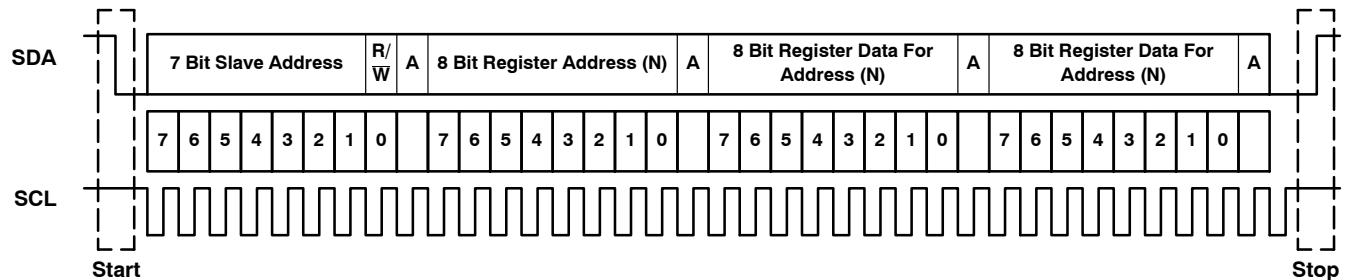 SDA
7 Bit Slave Address
R/
W
A
8 Bit Register Address (N)
A
8 Bit Register Data For
Address (N)
A
8 Bit Register Data For
Address (N)
A
7 6 5 4 3 2 1 0 7 6 5 4 3 2 1 0 7 6 5 4 3 2 1 0 7 6 5 4 3 2 1 0
SCL
Start
Stop